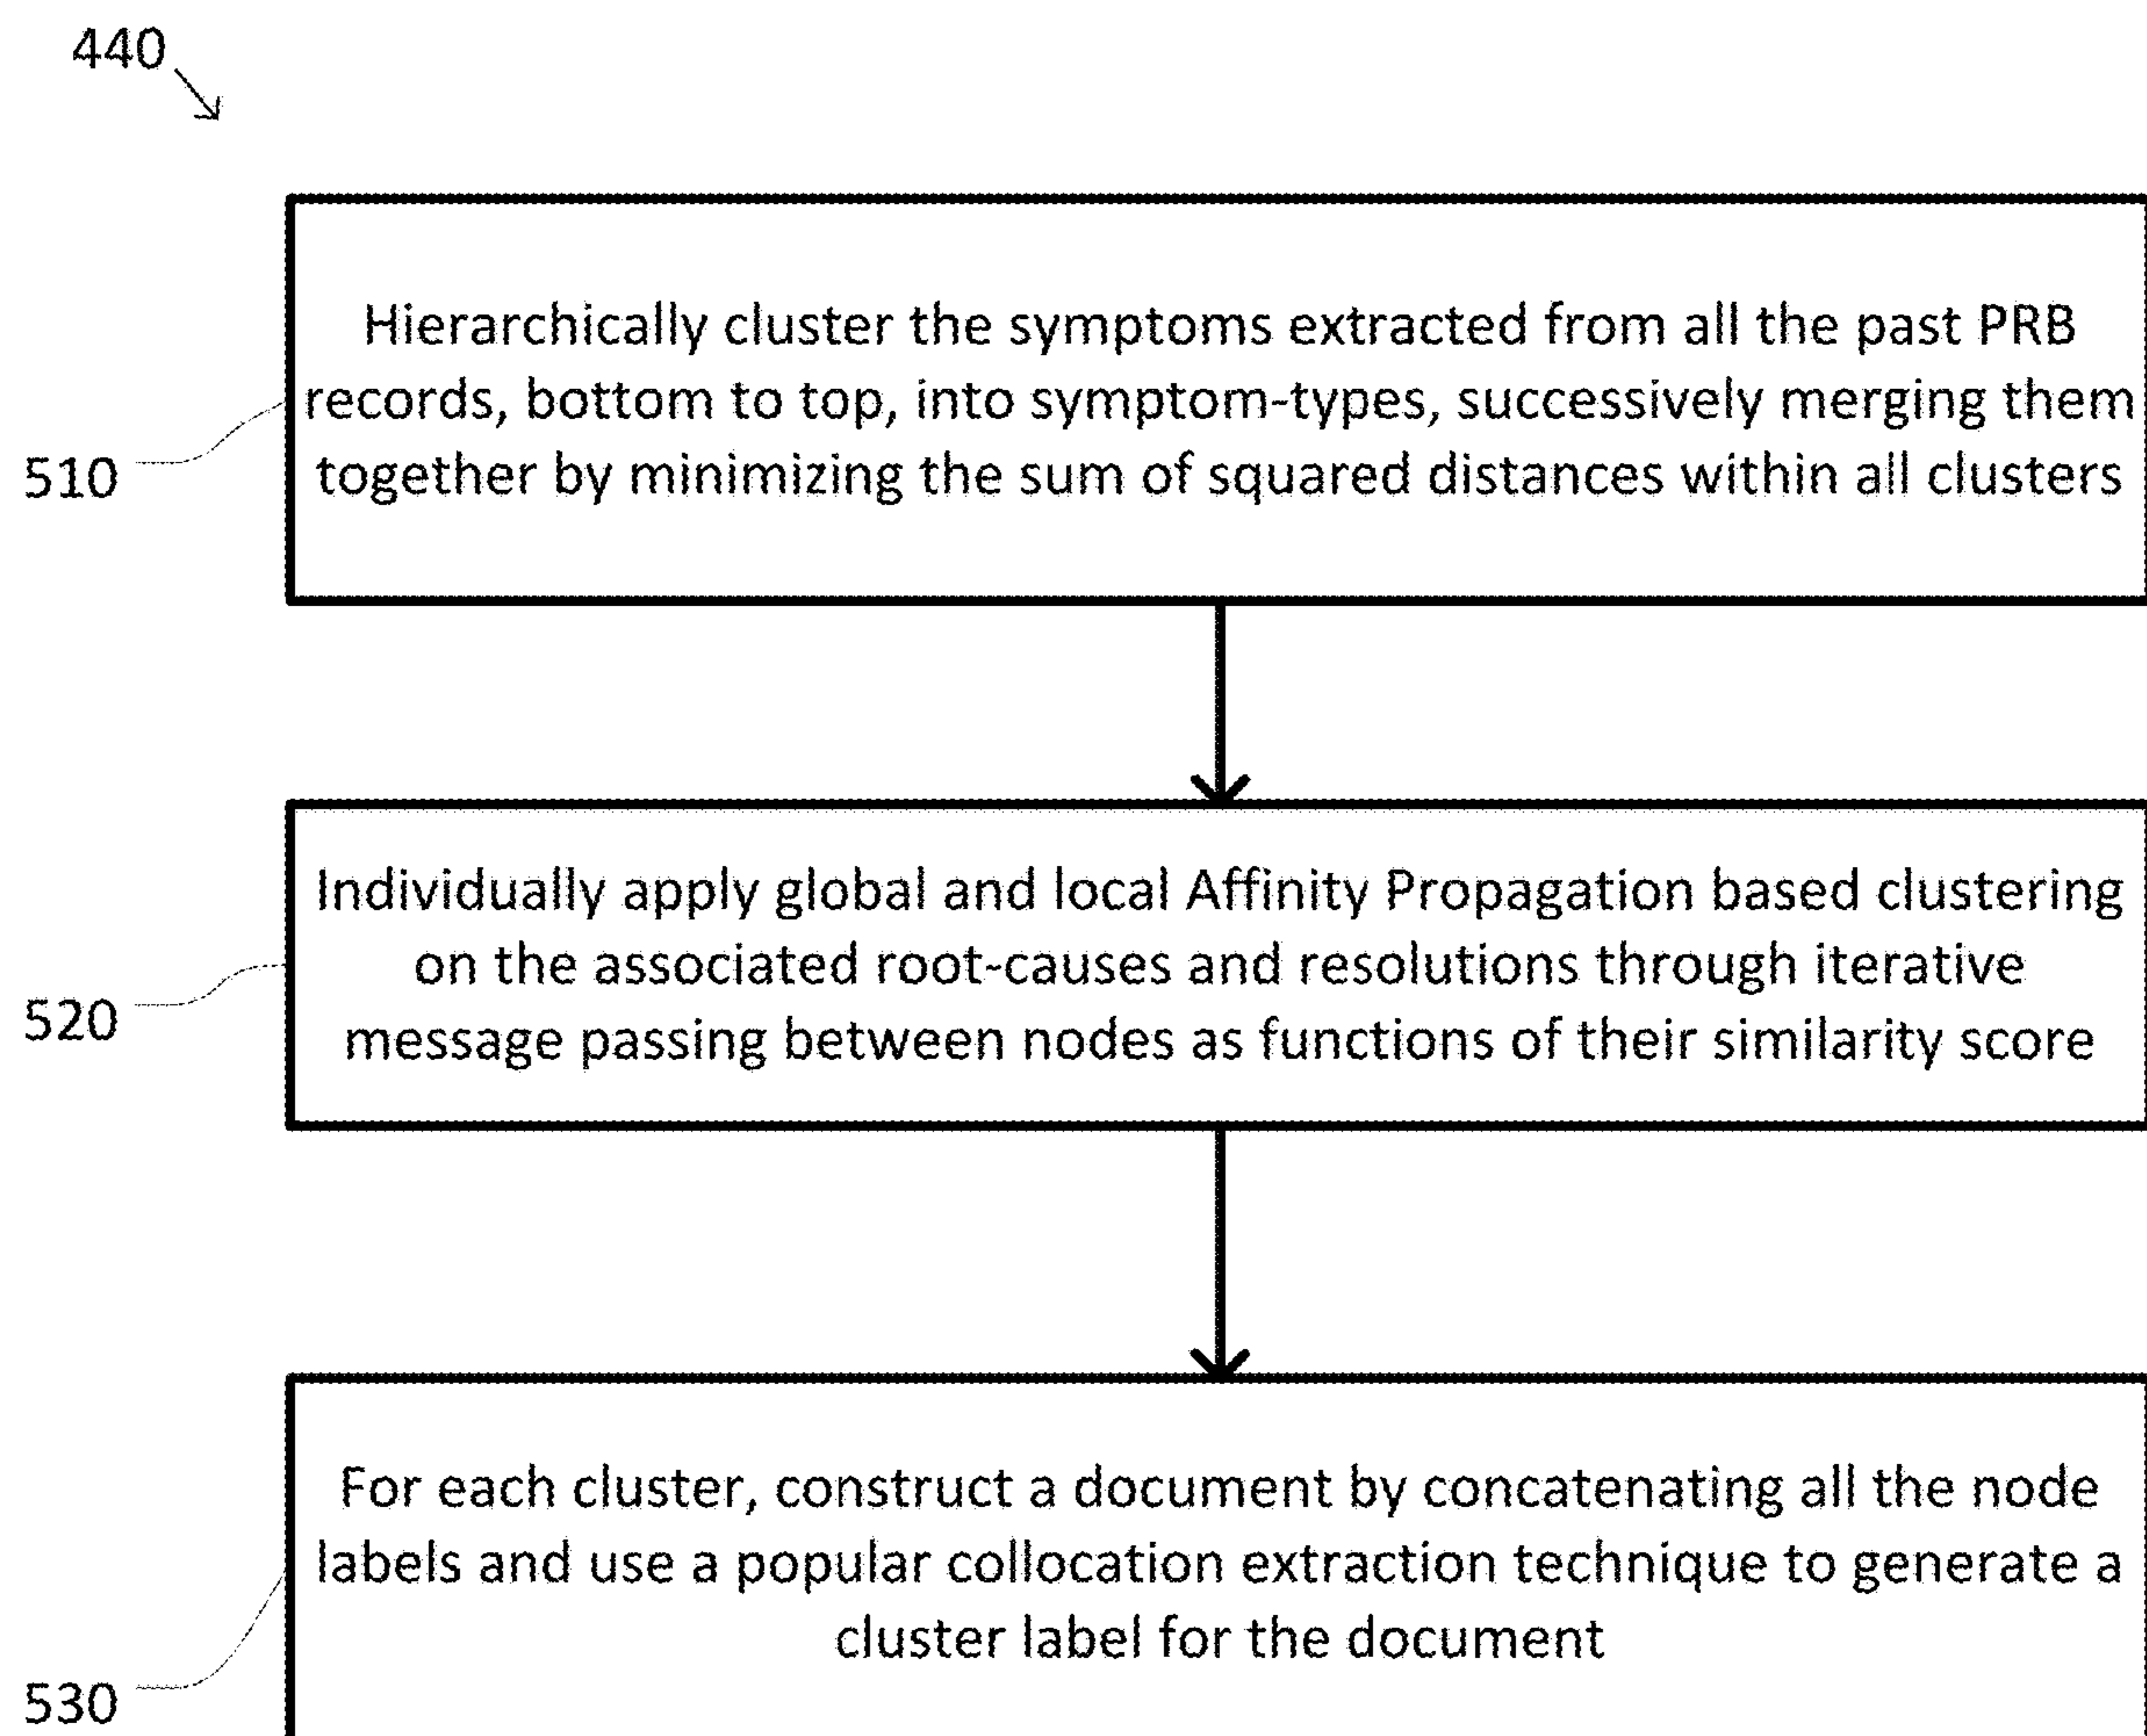 440
Hierarchically cluster the symptoms extracted from all the past PRB
records, bottom to top, into symptom-types, successively merging them
together by minimizing the sum of squared distances within all clusters
510
Individually apply global and local Affinity Propagation based clustering
on the associated root-causes and resolutions through iterative
message passing between nodes as functions of their similarity score
520
For each cluster, construct a document by concatenating all the node
labels and use a popular collocation extraction technique to generate a
cluster label for the document
530